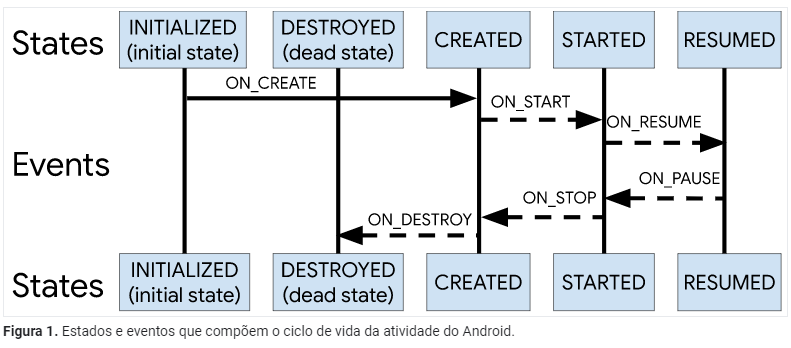 States
INITIALIZED
(initial state)
DESTROYED
(dead state)
CREATED
STARTED
RESUMED
ON_CREATE
ON_START
ON_RESUME
Events
ON_PAUSE
ON_STOP
ON_DESTROY
States
INITIALIZED
(initial state)
DESTROYED
(dead state)
CREATED
STARTED
RESUMED
Figura 1. Estados e eventos que compõem o ciclo de vida da atividade do Android.